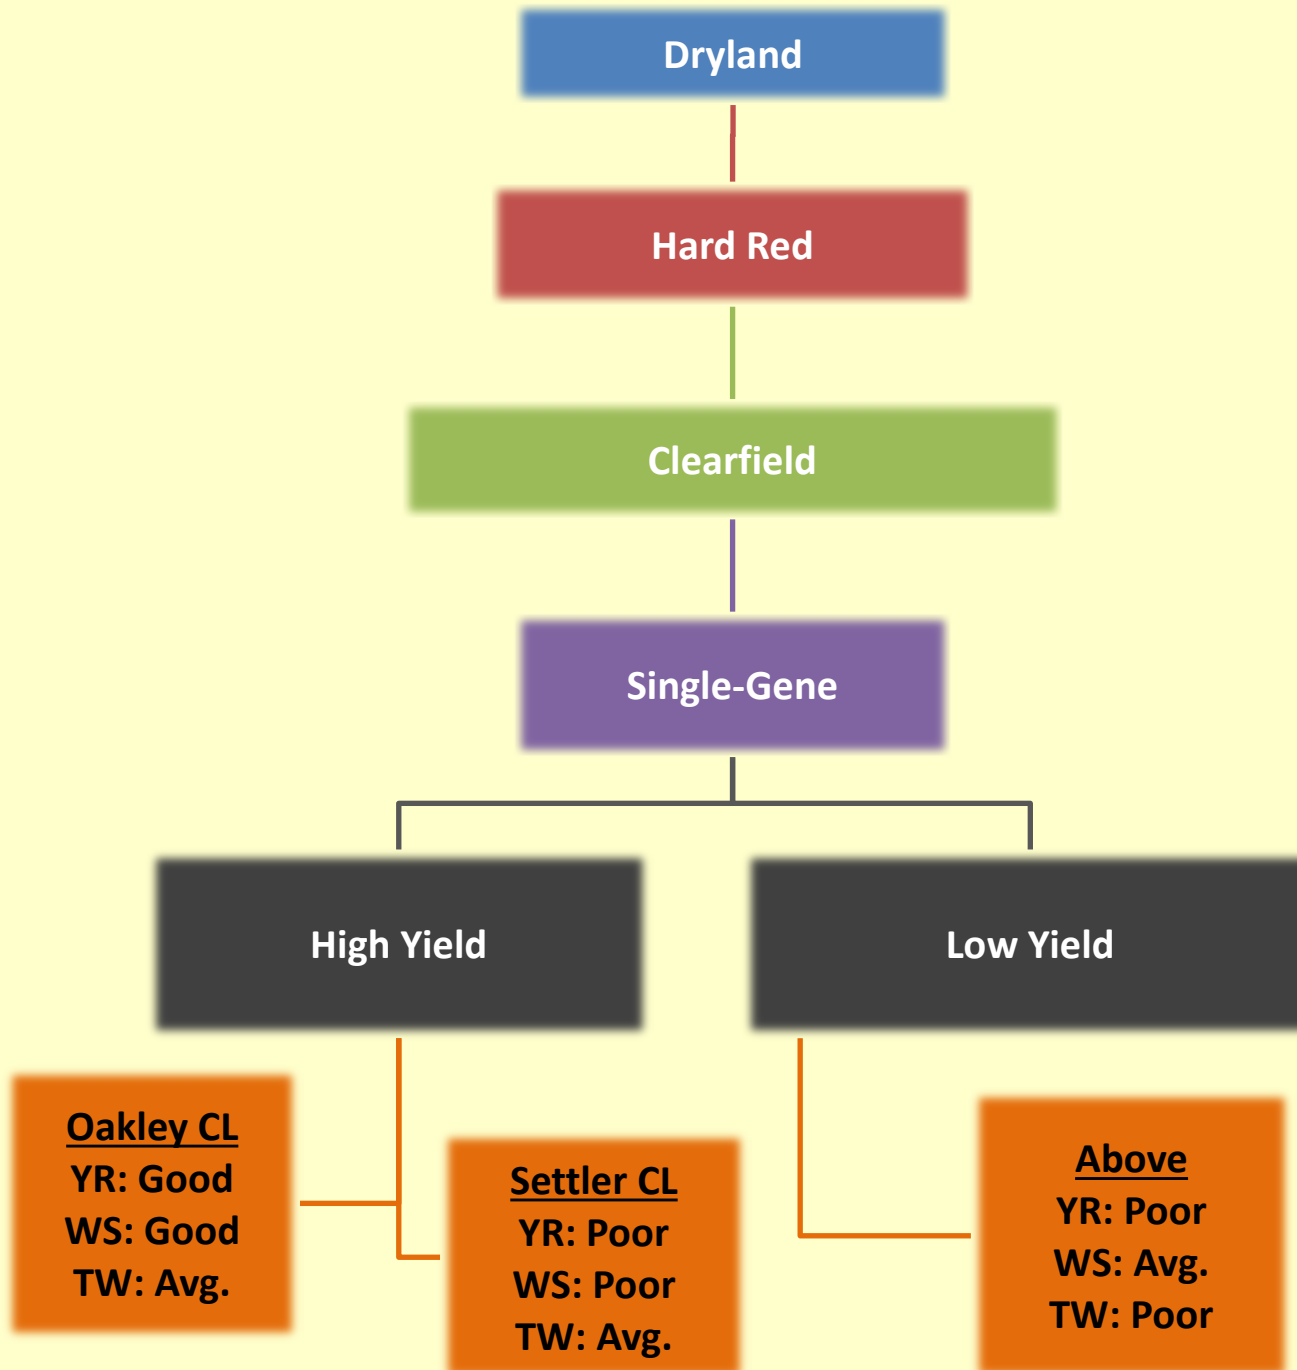 Dryland
Hard Red
Clearfield
Single-Gene
High Yield
Low Yield
Oakley CL
YR: Good
WS: Good
TW: Avg.
Settler CL
YR: Poor
WS: Poor
TW: Avg.
Above
YR: Poor
WS: Avg.
TW: Poor